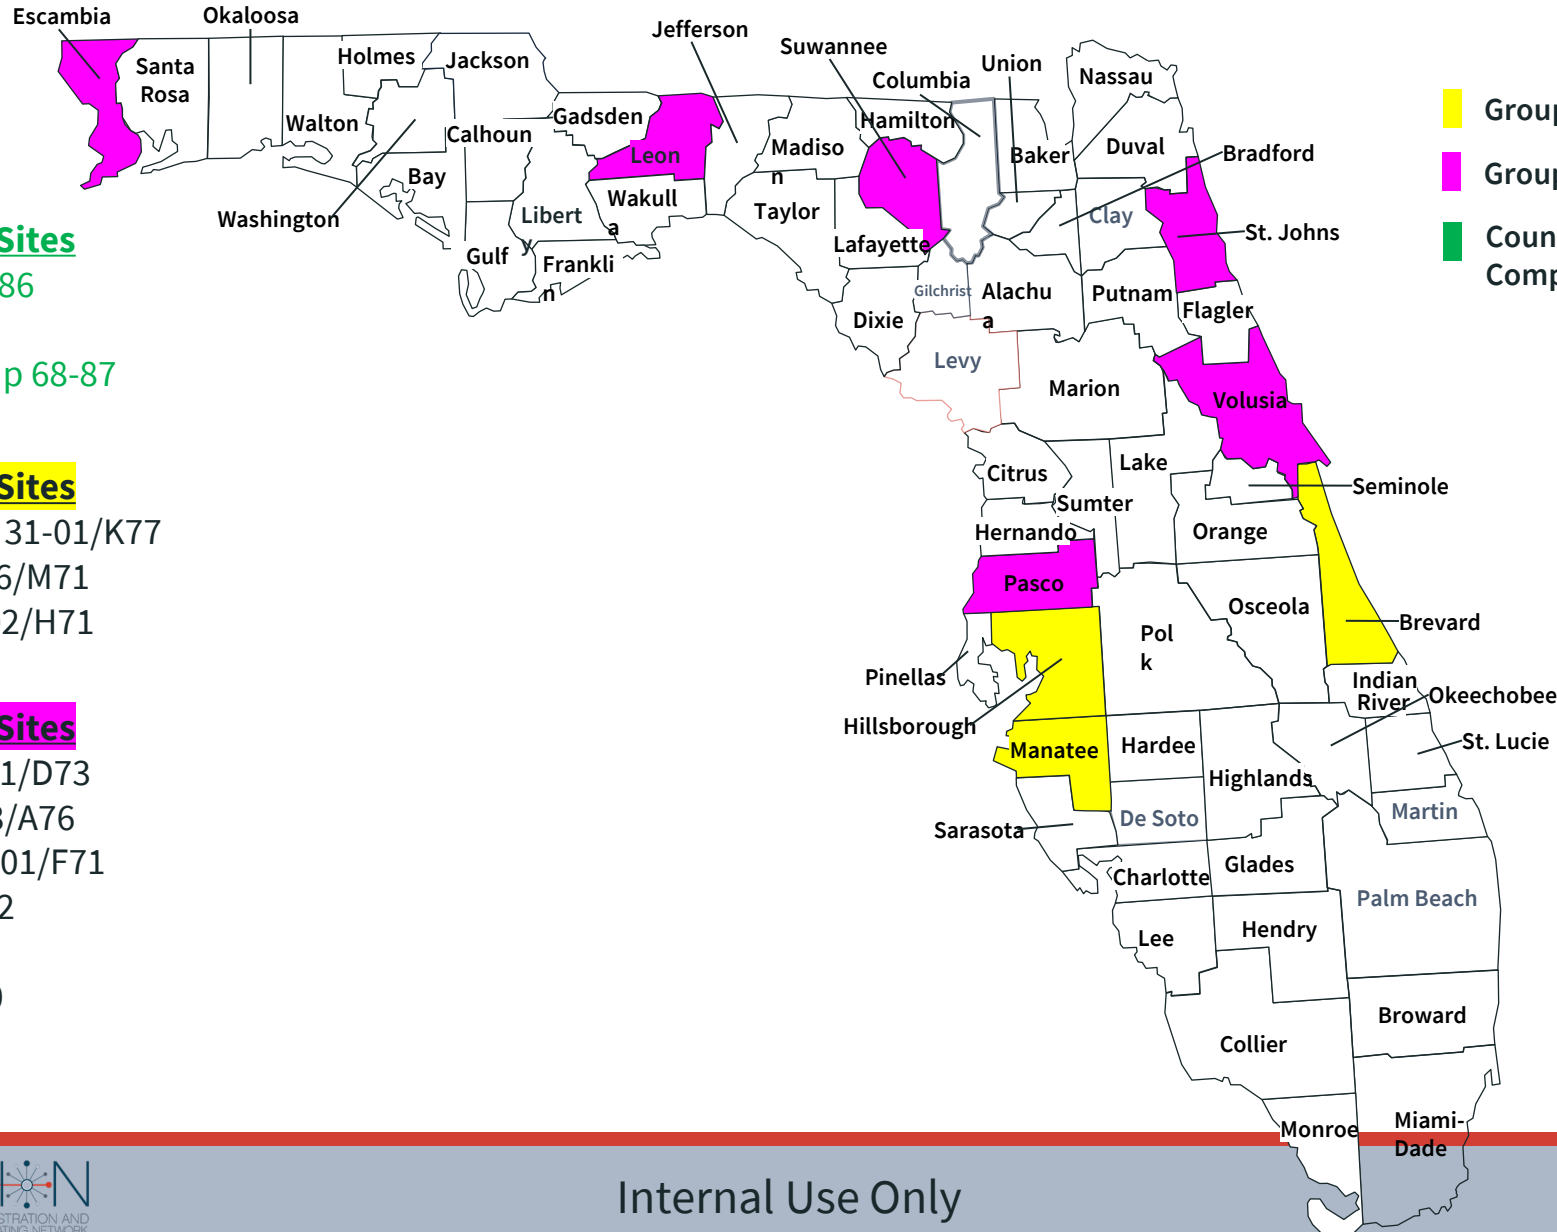 Escambia
Okaloosa
Jefferson
Suwannee
Columbia
Union
Nassau
Santa
Rosa
Holmes
Jackson
Gadsden
Hamilton
Walton
Calhoun
Leon
Madiso
n
Baker
Duval
Bradford
Bay
Wakull
a
Washington
Libert
y
Taylor
Clay
St. Johns
Lafayette
Gulf
Frankli
n
Gilchrist
Alachu
a
Putnam
Flagler
Dixie
Levy
Marion
Volusia
Citrus
Lake
Sumter
Seminole
Hernando
Orange
Pasco
Osceola
Brevard
Pol
k
Pinellas
Hillsborough
Indian
River
Okeechobee
Manatee
Hardee
St. Lucie
Highlands
Sarasota
De Soto
Martin
Charlotte
Glades
Palm Beach
Lee
Hendry
Broward
Collier
Monroe
Miami-
Dade
Group
Group
Coun
Comp
Sites
86
p 68-87
Sites
31-01/K77
6/M71
2/H71
Sites
1/D73
/A76
01/F71
2
Internal Use Only
STRATION AND
ATING NETWORK